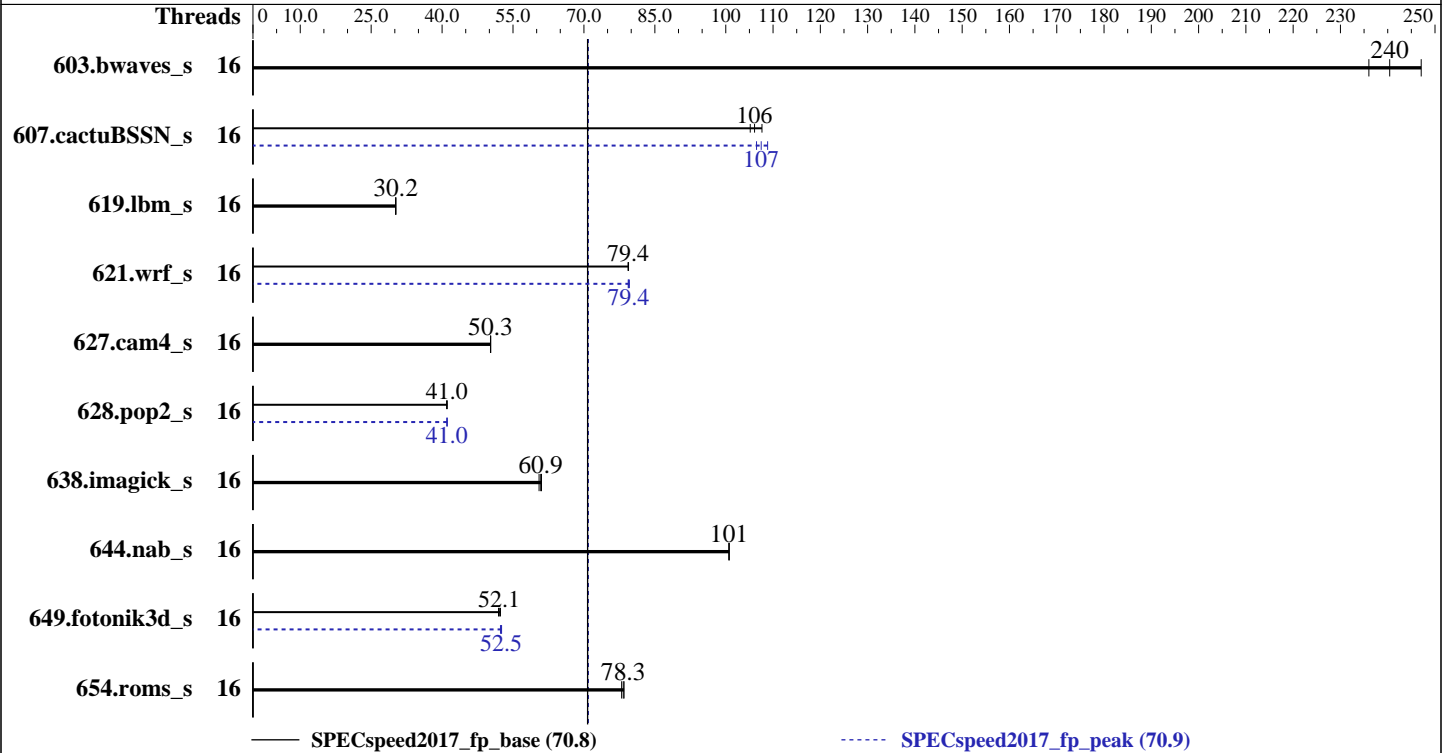 Threads 0 10.0 25.0 40.0 55.0 70.0 85.0 100 110 120 130 140 150 160 170 180 190 200 210 220 230 250
603.bwaves_s 16 240
607.cactuBSSN_s 16 106
107
619.lbm_s 16 30.2
621.wrf_s 16 79.4
79.4
627.cam4_s 16 50.3
628.pop2_s 16 41.0
41.0
638.imagick_s 16 60.9
644.nab_s 16 101
649.fotonik3d_s 16 52.1
52.5
654.roms_s 16 78.3
SPECspeed2017_fp_base (70.8) SPECspeed2017_fp_peak (70.9)